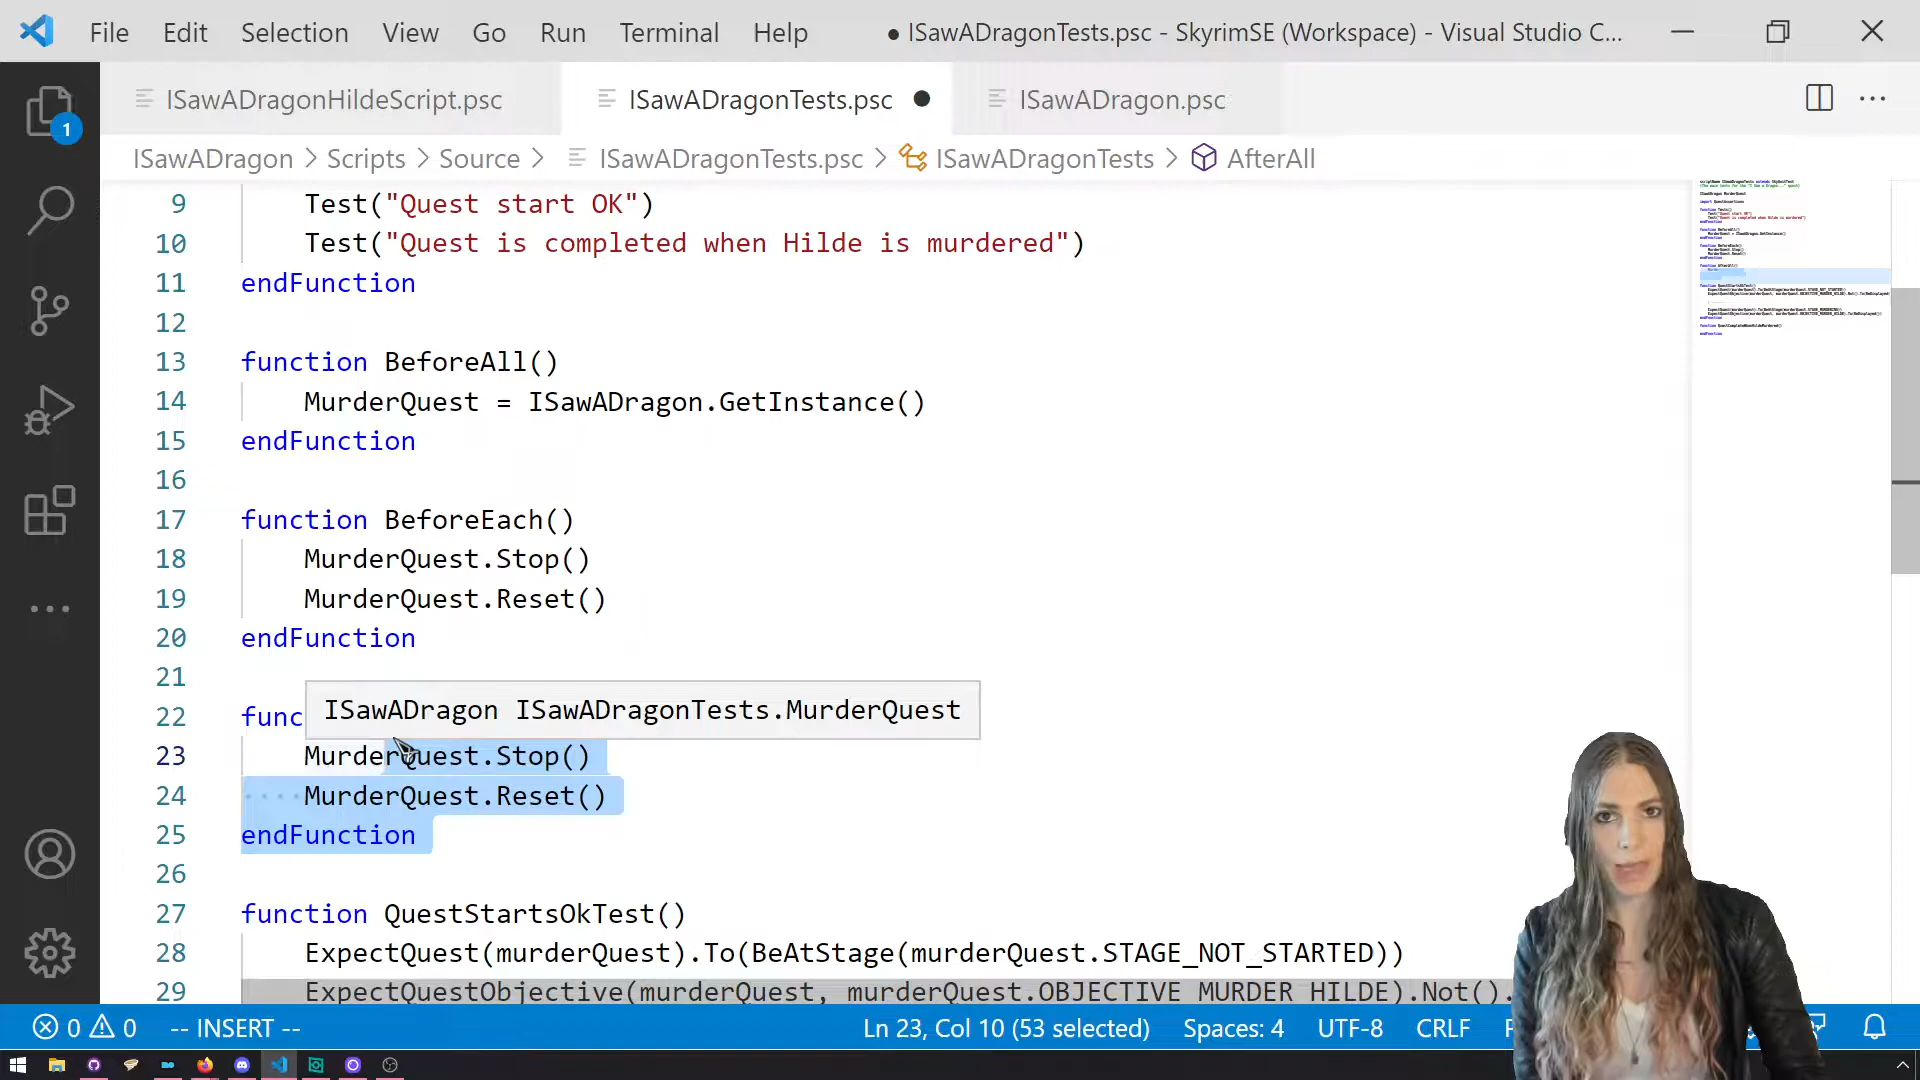 File Edit Selection View Go Run Terminal Help
● ISawADragonTests.psc - SkyrimSE (Workspace) - Visual Studio C...
ISawADragonHildeScript.psc ISawADragonTests.psc ISawADragon.psc
1
ISawADragon > Scripts > Source > ISawADragonTests.psc > ISawADragonTests > AfterAll
9 Test("Quest start OK")
10 Test("Quest is completed when Hilde is murdered")
11 endFunction
12
13 function BeforeAll()
14 MurderQuest = ISawADragon.GetInstance()
15 endFunction
16
17 function BeforeEach()
18 MurderQuest.Stop()
19 MurderQuest.Reset()
20 endFunction
21
22 func
ISawADragon ISawADragonTests.MurderQuest
23 MurderQuest.Stop()
24 MurderQuest.Reset()
25 endFunction
26
27 function QuestStartsOkTest()
28 ExpectQuest(murderQuest).To(BeAtStage(murderQuest.STAGE_NOT_STARTED))
29 ExpectQuestObjective(murderQuest, murderQuest.OBJECTIVE_MURDER_HILDE).Not().
0 0 -- INSERT -- Ln 23, Col 10 (53 selected) Spaces: 4 UTF-8 CRLF